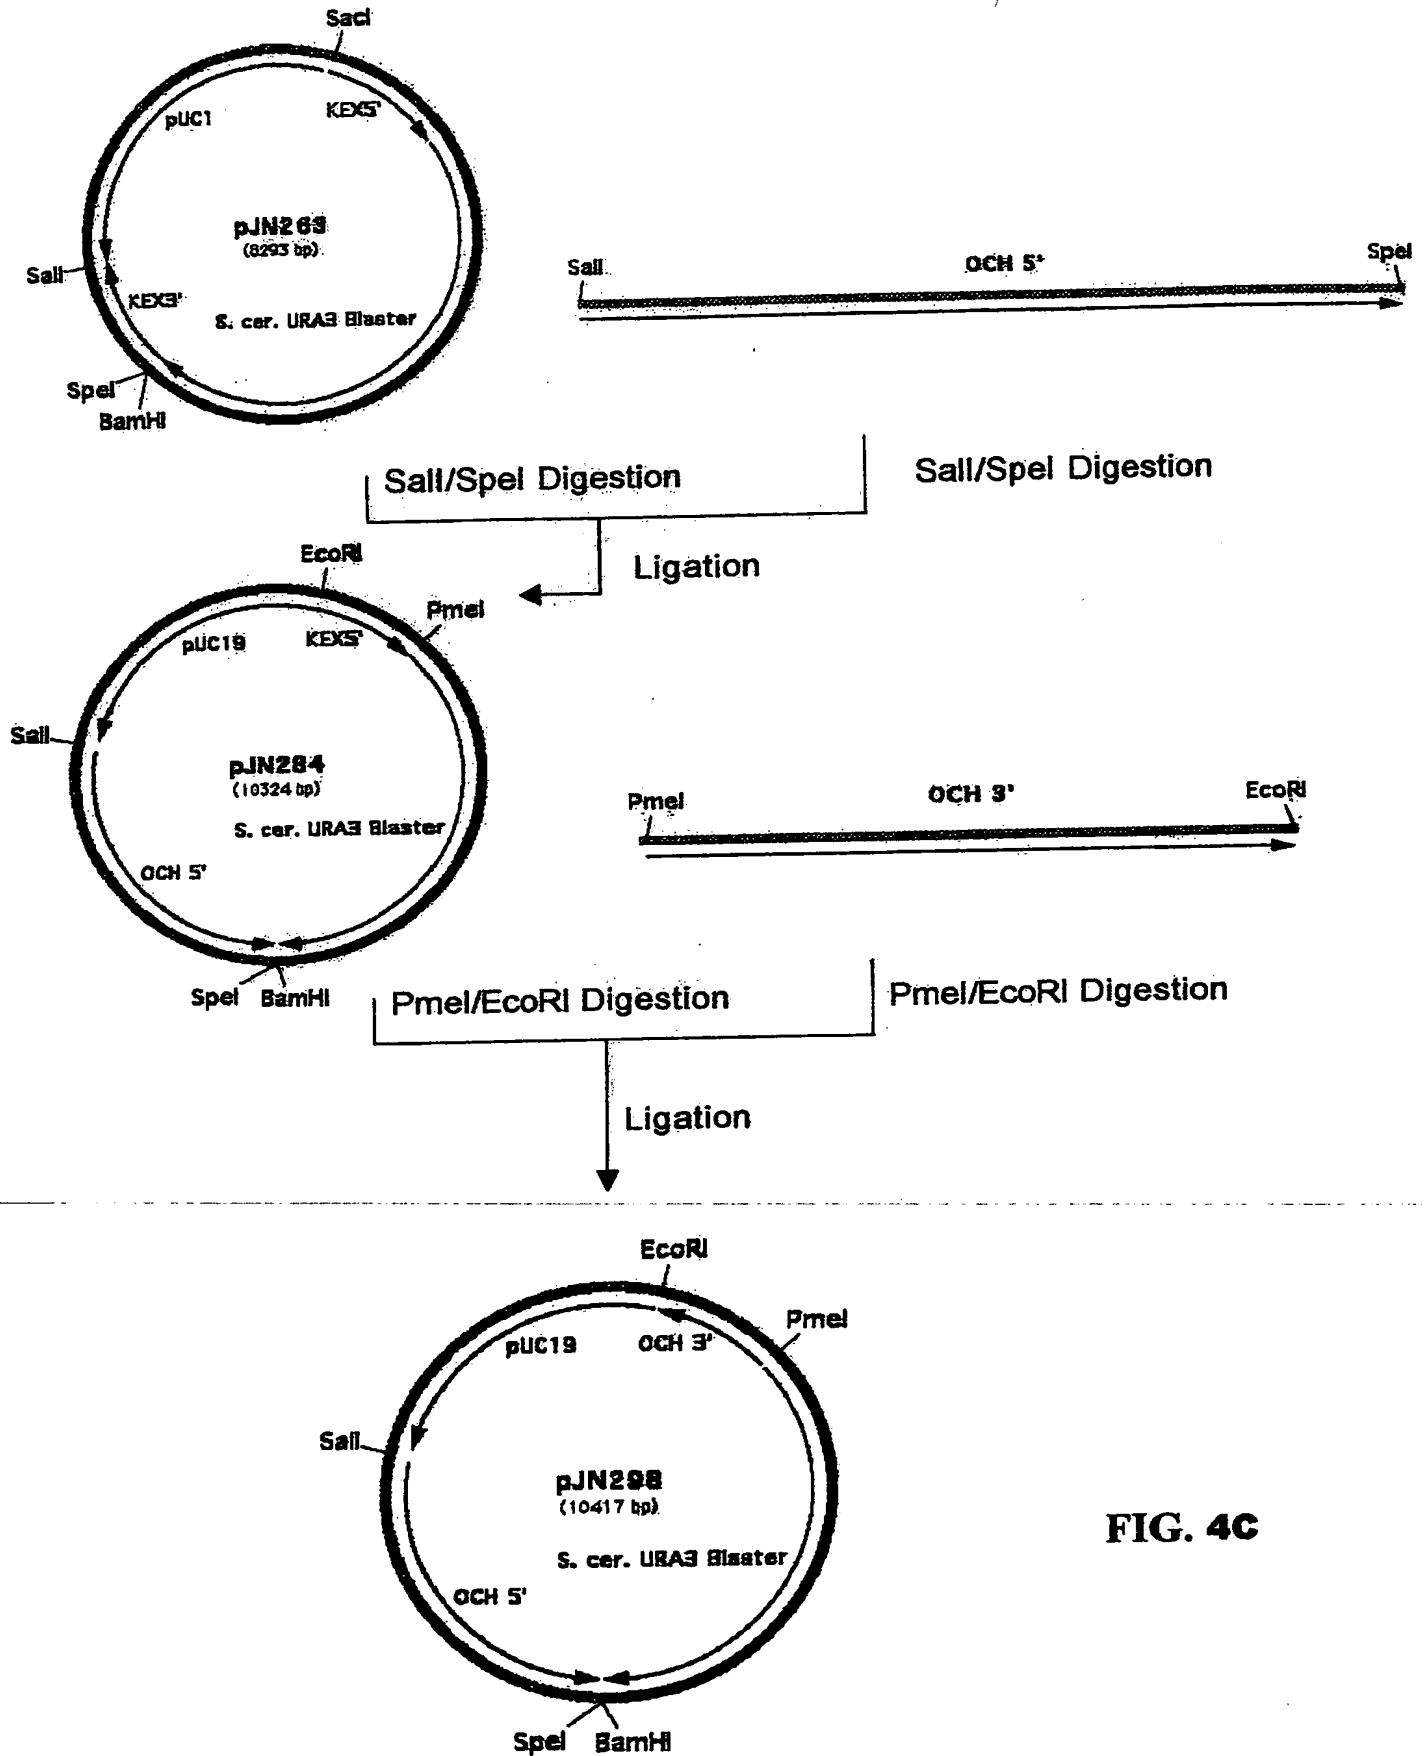 SacI
KEX5'
pUC1
pJN263
(8293 bp)
SalI
KEX3'
S. cer. URA3 Blaster
SpeI
BamHI
SalI
OCH 5'
SpeI
SalI/SpeI Digestion
SalI/SpeI Digestion
Ligation
EcoRI
PmeI
pUC19
KEX5'
SalI
pJN284
(10324 bp)
S. cer. URA3 Blaster
OCH 5'
SpeI BamHI
PmeI
OCH 3'
EcoRI
PmeI/EcoRI Digestion
PmeI/EcoRI Digestion
Ligation
EcoRI
PmeI
pUC19
OCH 3'
SalI
pJN298
(10417 bp)
S. cer. URA3 Blaster
OCH 5'
SpeI BamHI
FIG. 4C